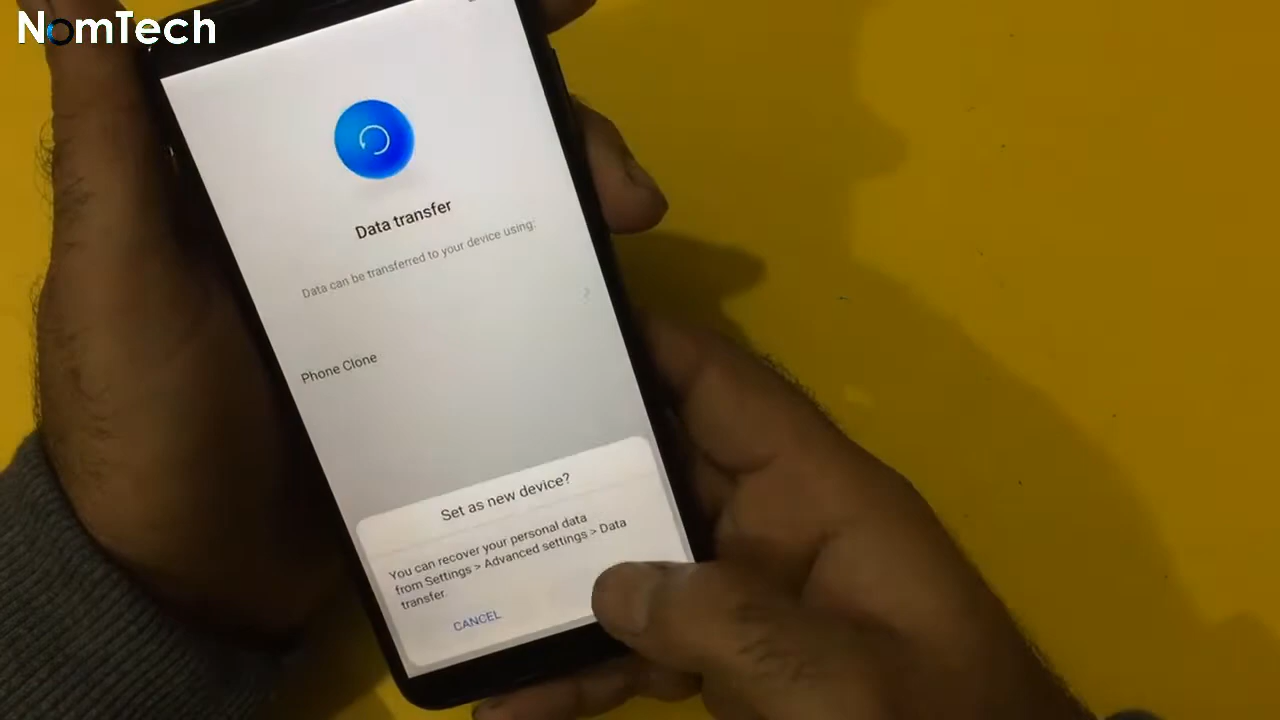 NomTech
Data transfer
Data can be transferred to your device using:
Phone Clone
Set as new device?
You can recover your personal data
from Settings > Advanced settings > Data
transfer.
CANCEL